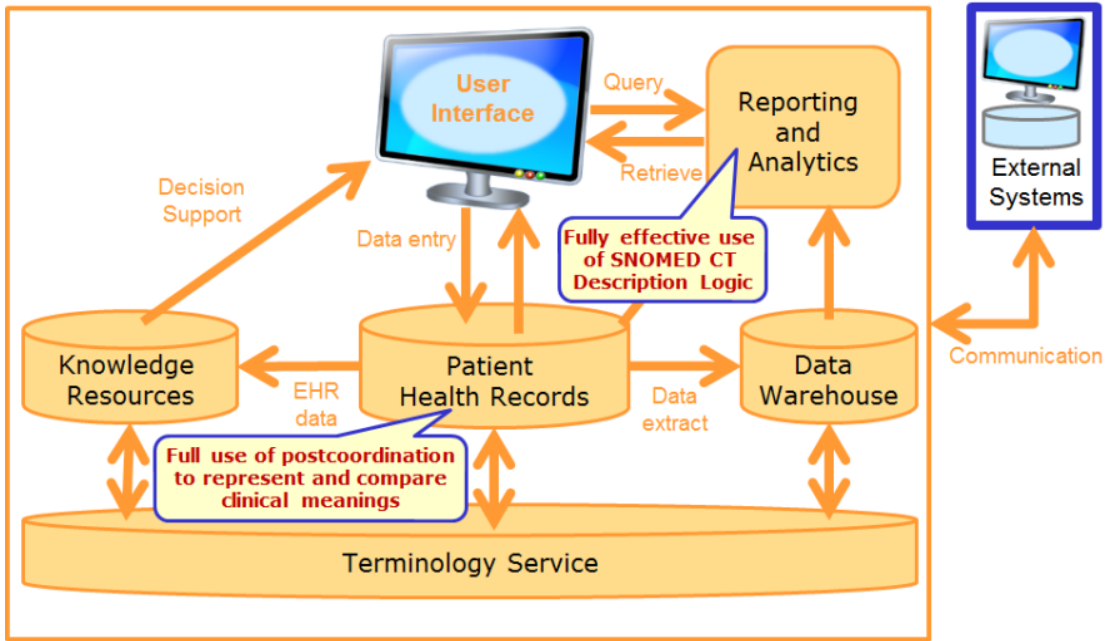 User
Interface
Query
Retrieve
Reporting
and
Analytics
External
Systems
Decision
Support
Data entry
Fully effective use
of SNOMED CT
Description Logic
Communication
Knowledge
Resources
EHR
data
Patient
Health Records
Data
extract
Data
Warehouse
Full use of postcoordination
to represent and compare
clinical meanings
Terminology Service